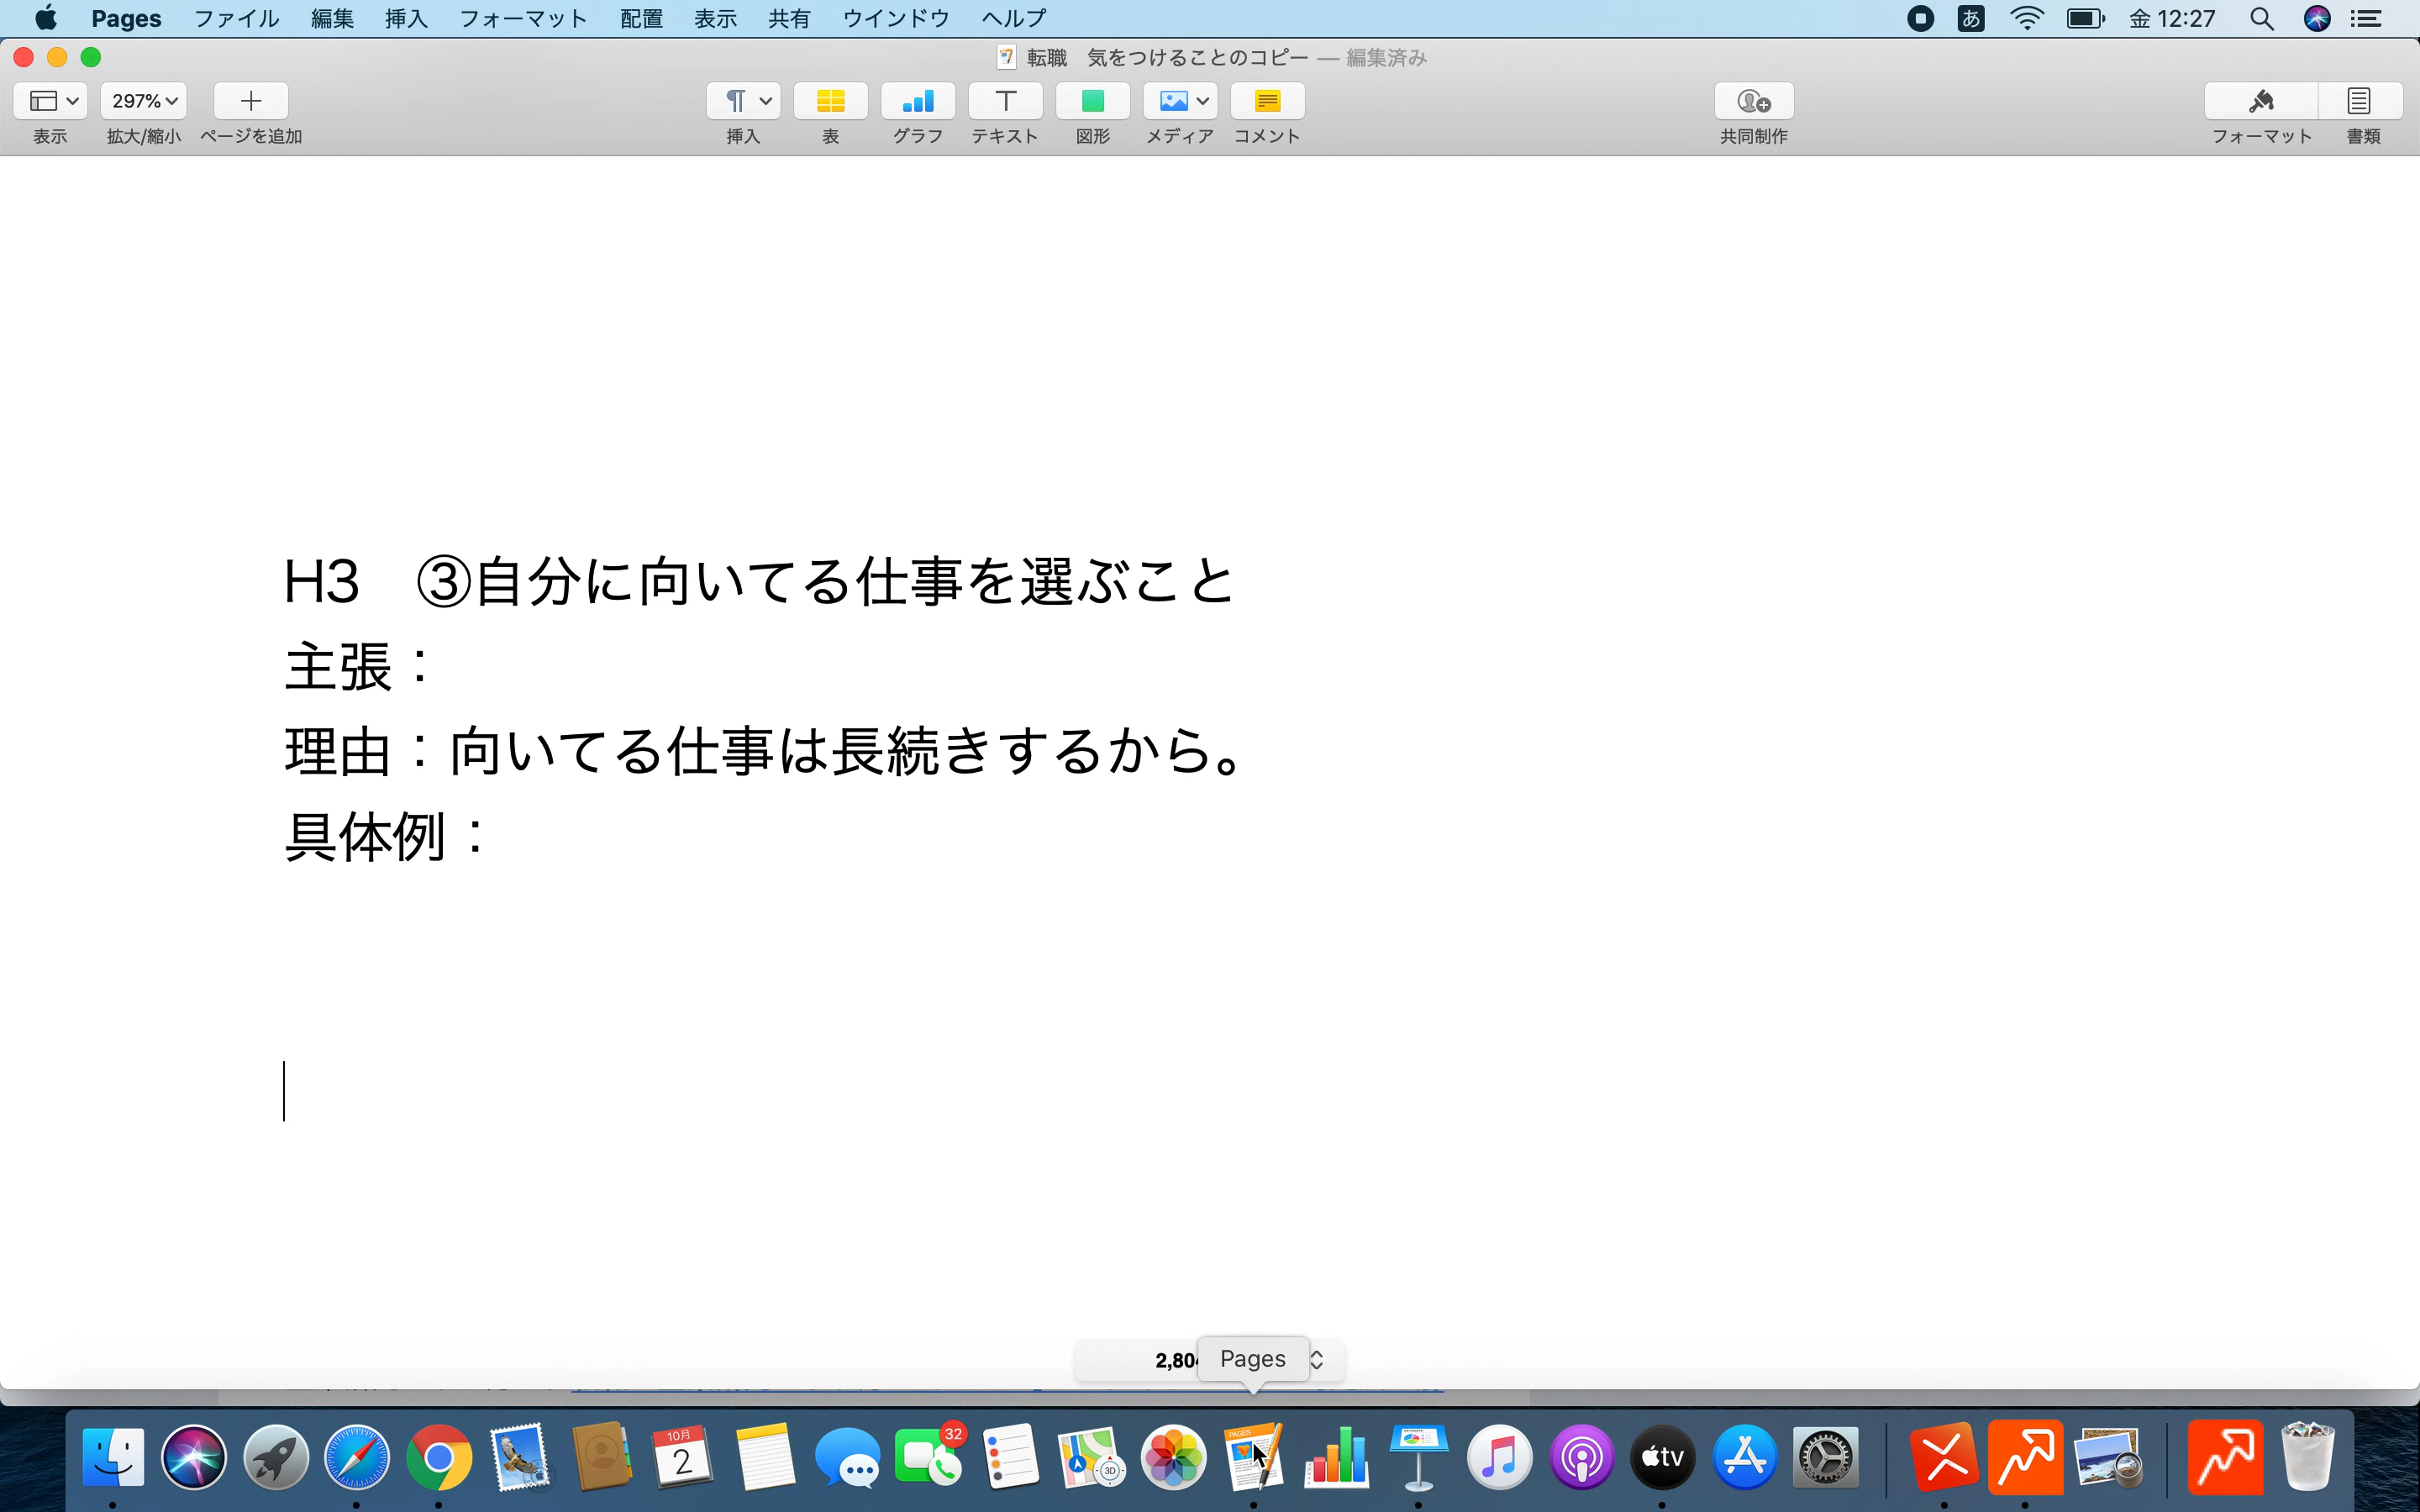 Pages ファイル 編集 挿入 フォーマット 配置 表示 共有 ウインドウ ヘルプ あ 金 12:27
転職　気をつけることのコピー — 編集済み
297%
表示 拡大/縮小 ページを追加 挿入 表 グラフ テキスト 図形 メディア コメント 共同制作 フォーマット 書類
H3　③自分に向いてる仕事を選ぶこと
主張：
理由：向いてる仕事は長続きするから。
具体例：
2,80
Pages
10月
2
32
PAGES
3D
tv